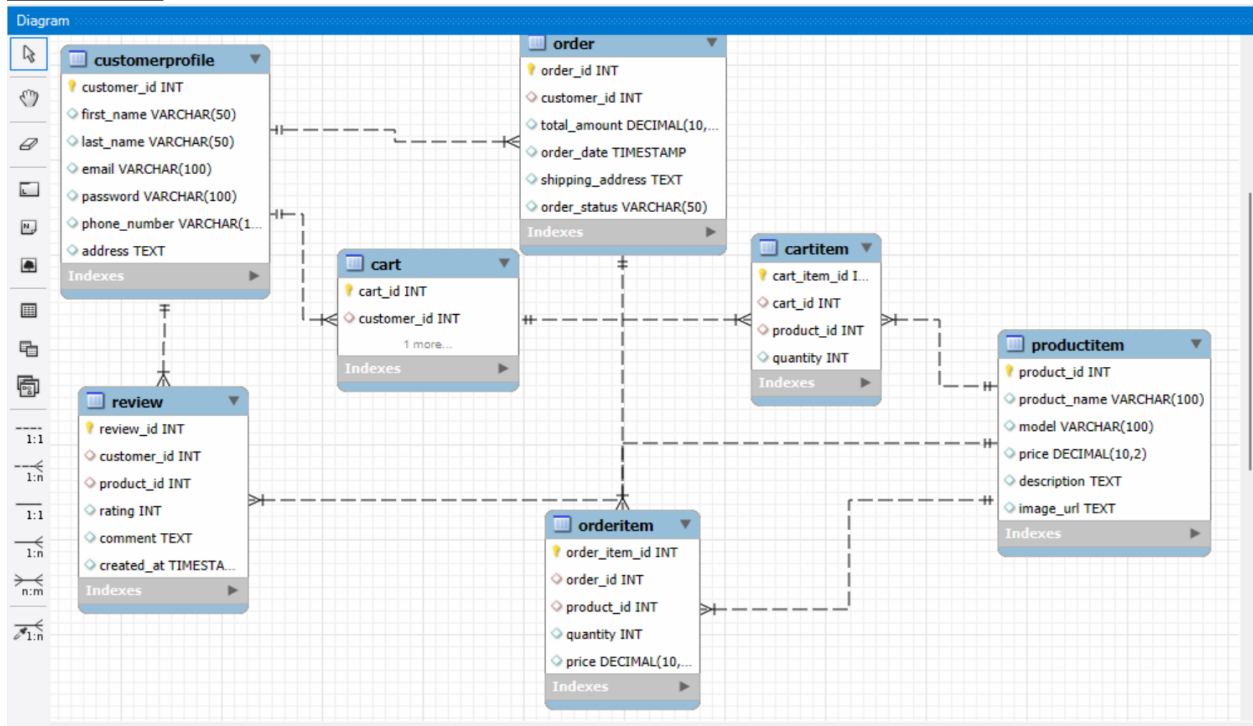 Diagram
customerprofile
customer_id INT
first_name VARCHAR(50)
last_name VARCHAR(50)
email VARCHAR(100)
password VARCHAR(100)
phone_number VARCHAR(1...
address TEXT
Indexes
order
order_id INT
customer_id INT
total_amount DECIMAL(10,...
order_date TIMESTAMP
shipping_address TEXT
order_status VARCHAR(50)
Indexes
cart
cart_id INT
customer_id INT
1 more...
Indexes
cartitem
cart_item_id I...
cart_id INT
product_id INT
quantity INT
Indexes
productitem
product_id INT
product_name VARCHAR(100)
model VARCHAR(100)
price DECIMAL(10,2)
description TEXT
image_url TEXT
Indexes
review
review_id INT
customer_id INT
product_id INT
rating INT
comment TEXT
created_at TIMESTA...
Indexes
orderitem
order_item_id INT
order_id INT
product_id INT
quantity INT
price DECIMAL(10,...
Indexes
1:1
1:n
1:1
1:n
n:m
1:n